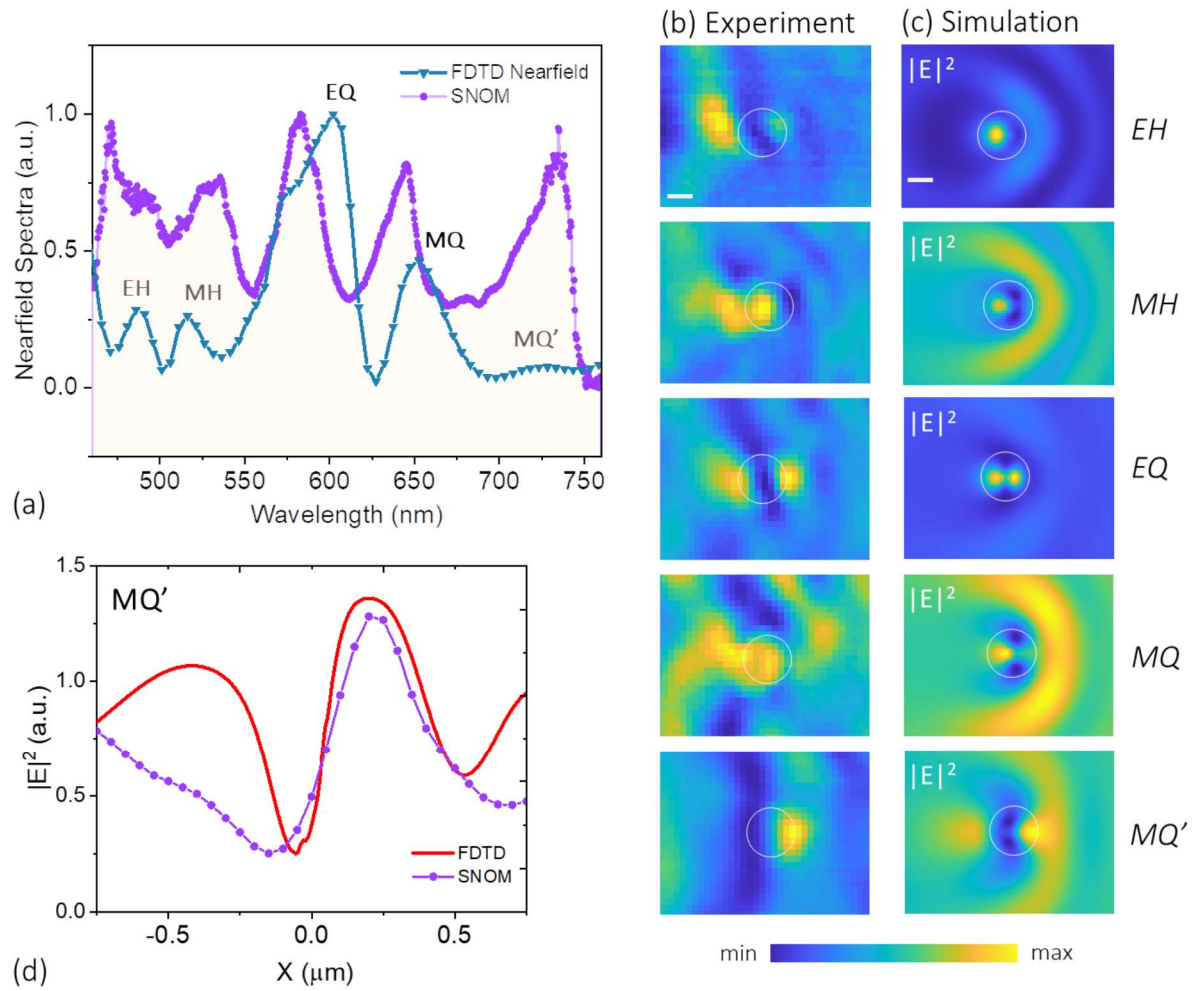 (b) Experiment
(c) Simulation
FDTD Nearfield
SNOM
EQ
MQ
EH
MH
MQ'
1.0
0.5
0.0
Nearfield Spectra (a.u.)
500
550
600
650
700
750
Wavelength (nm)
(a)
|E|²
EH
|E|²
MH
|E|²
EQ
|E|²
MQ
|E|²
MQ'
min
max
MQ'
1.5
1.0
0.5
0.0
|E|² (a.u.)
FDTD
SNOM
-0.5
0.0
0.5
X (μm)
(d)